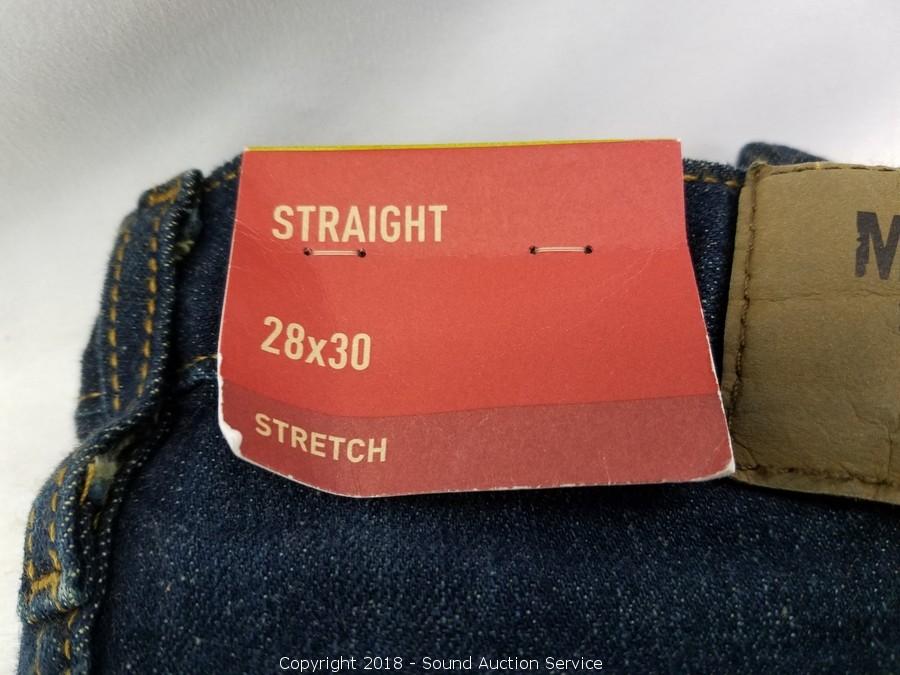 STRAIGHT
28x30
STRETCH
M
Copyright 2018 - Sound Auction Service